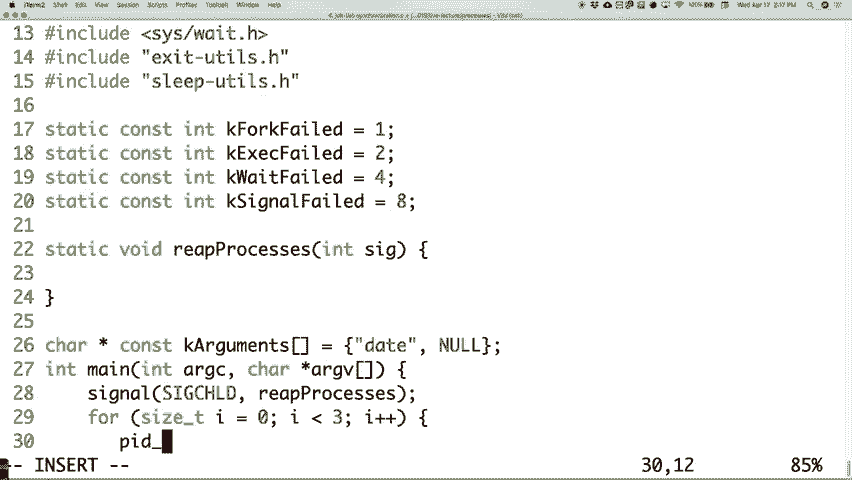 iTerm2 Shell Edit View Session Scripts Profiles Toolbelt Window Help
Wed Apr 17 2:17 PM
13 #include <sys/wait.h>
14 #include "exit-utils.h"
15 #include "sleep-utils.h"
16
17 static const int kForkFailed = 1;
18 static const int kExecFailed = 2;
19 static const int kWaitFailed = 4;
20 static const int kSignalFailed = 8;
21
22 static void reapProcesses(int sig) {
23
24 }
25
26 char * const kArguments[] = {"date", NULL};
27 int main(int argc, char *argv[]) {
28 signal(SIGCHLD, reapProcesses);
29 for (size_t i = 0; i < 3; i++) {
30 pid_
-- INSERT -- 30,12 85%